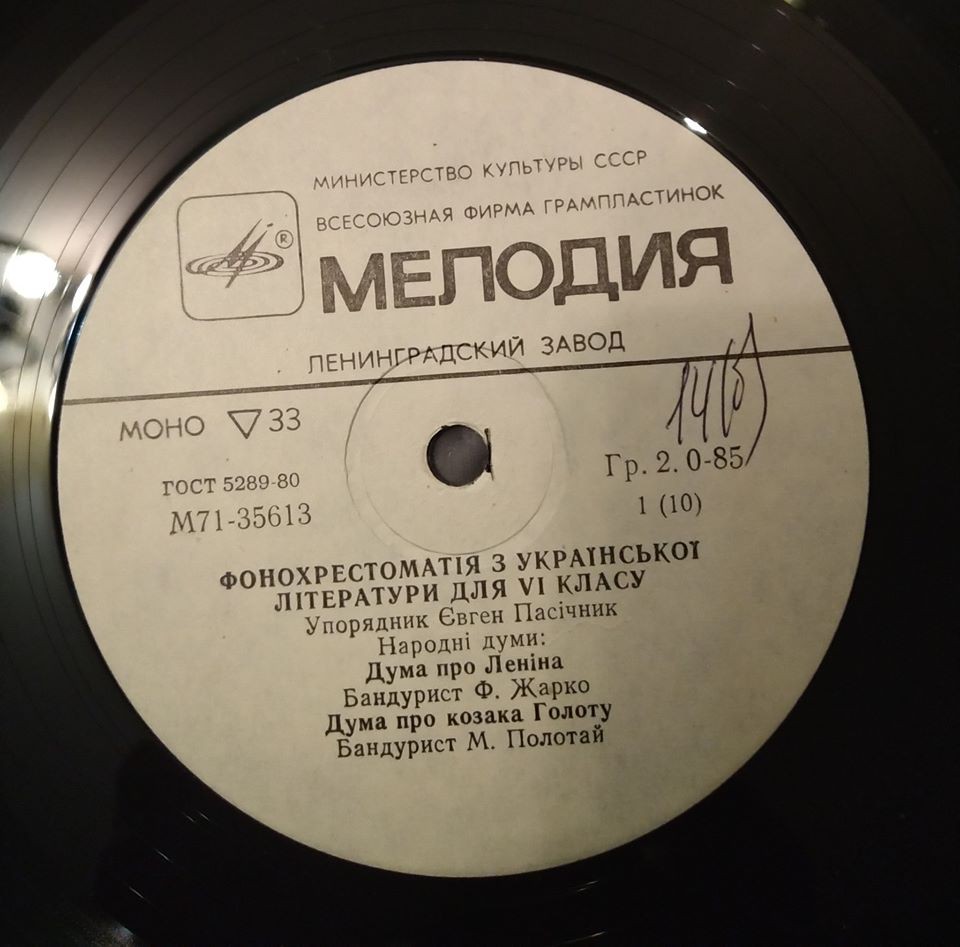 МИНИСТЕРСТВО КУЛЬТУРЫ СССР
ВСЕСОЮЗНАЯ ФИРМА ГРАМПЛАСТИНОК
®
МЕЛОДИЯ
ЛЕНИНГРАДСКИЙ ЗАВОД
МОНО ▽ 33
ГОСТ 5289-80
М71-35613
Гр. 2. 0-85
1 (10)
ФОНОХРЕСТОМАТІЯ З УКРАЇНСЬКОЇ
ЛІТЕРАТУРИ ДЛЯ VI КЛАСУ
Упорядник Євген Пасічник
Народні думи:
Дума про Леніна
Бандурист Ф. Жарко
Дума про козака Голоту
Бандурист М. Полотай